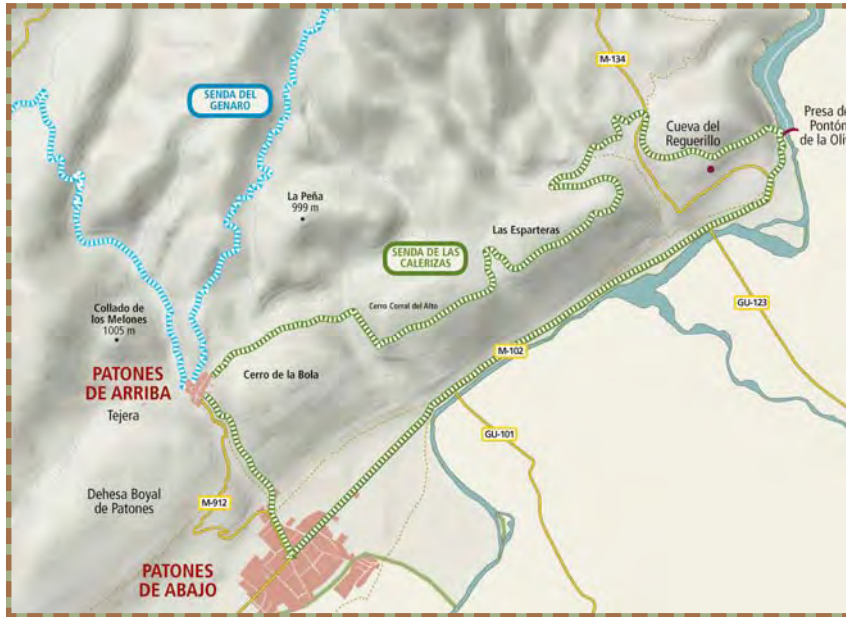 M-134
Presa de
Pontón
de la Oli
Cueva del
Reguerillo
SENDA DEL
GENARO
La Peña
999 m
Las Esparteras
SENDA DE LAS
CALERIZAS
Cerro Corral del Alto
GU-123
Collado de
los Melones
1005 m
M-102
PATONES
DE ARRIBA
Cerro de la Bola
Tejera
GU-101
Dehesa Boyal
de Patones
M-912
PATONES
DE ABAJO